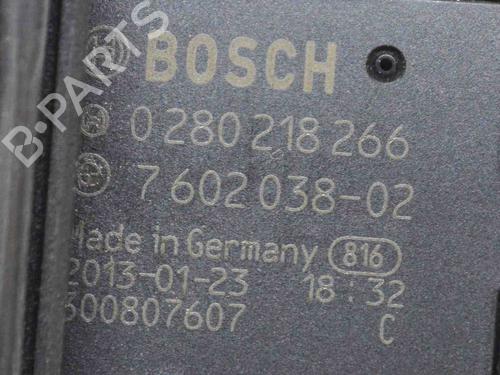 BOSCH
0 280 218 266
7 602 038-02
Made in Germany 816
2013-01-23 18:32
300807607 C
B-PARTS